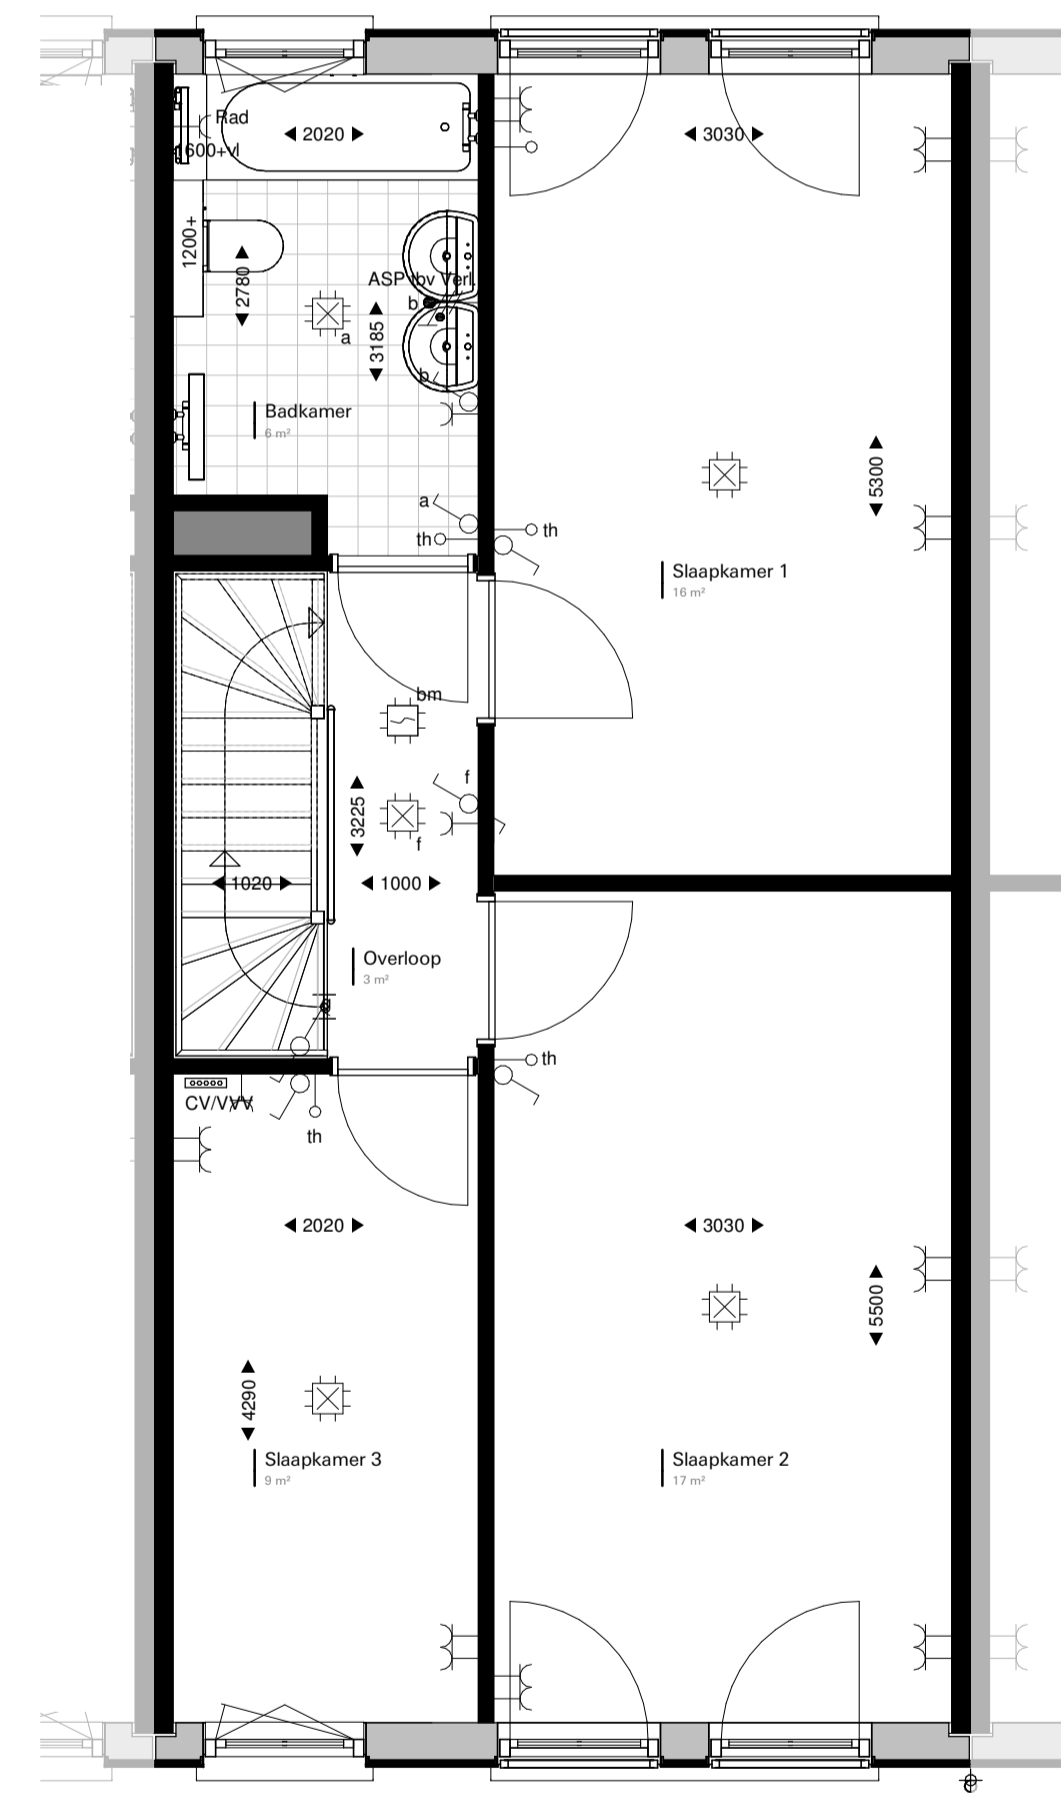 Rad
1600+vl
2020
3030
1200+
2780
ASP tbv Verl.
b
a
3185
b
Badkamer
6 m²
5300
a
th
th
Slaapkamer 1
16 m²
bm
f
3225
f
1020
1000
Overloop
3 m²
th
CV/VVV
th
2020
3030
5500
4290
Slaapkamer 3
9 m²
Slaapkamer 2
17 m²